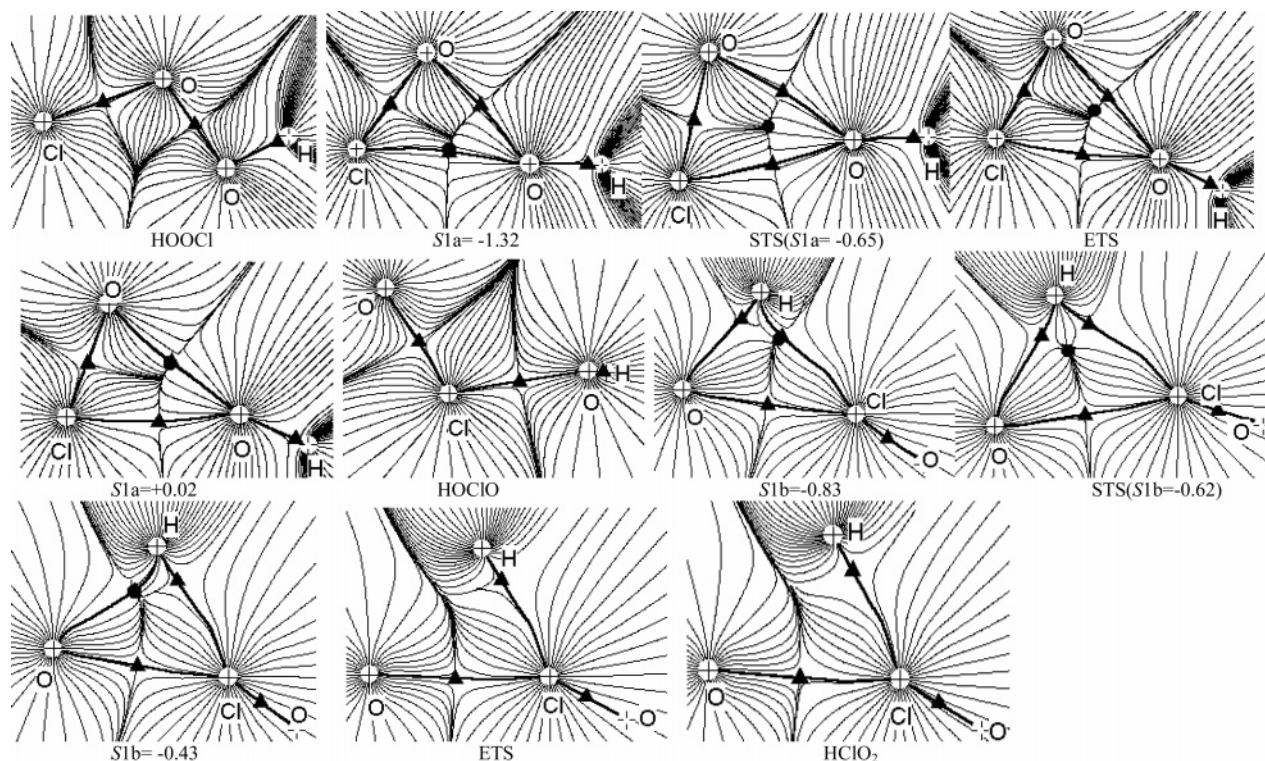 O
Cl
O
H
HOOCl
O
Cl
O
H
S1a= -1.32
O
Cl
O
H
STS(S1a= -0.65)
O
Cl
O
H
ETS
O
Cl
O
H
S1a=+0.02
O
Cl
O
H
HOClO
H
O
Cl
O
S1b=-0.83
H
O
Cl
O
STS(S1b=-0.62)
H
O
Cl
O
S1b= -0.43
H
O
Cl
O
ETS
H
O
Cl
O
HClO₂